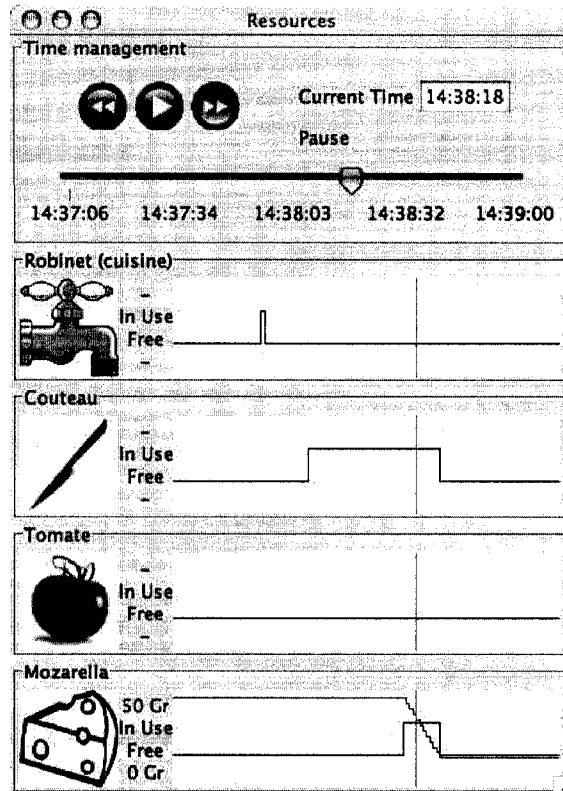 Resources
Time management
Current Time 14:38:18
Pause
14:37:06 14:37:34 14:38:03 14:38:32 14:39:00
Robinet (cuisine)
–
In Use
Free
–
Couteau
–
In Use
Free
–
Tomate
–
In Use
Free
–
Mozarella
50 Gr
In Use
Free
0 Gr